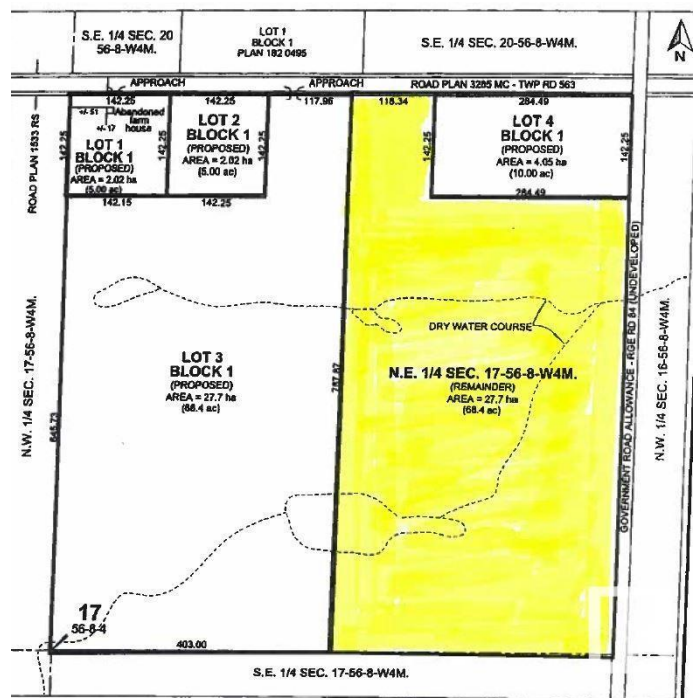 S.E. 1/4 SEC. 20
56-8-W4M.
LOT 1
BLOCK 1
PLAN 182 0495
S.E. 1/4 SEC. 20-56-8-W4M.
N
APPROACH
APPROACH
ROAD PLAN 3285 MC - TWP RD 563
142.25
142.25
117.96
118.34
284.49
+/- 51
Abandoned
farm
house
+/- 17
ROAD PLAN 1533 RS
142.25
LOT 1
BLOCK 1
(PROPOSED)
AREA = 2.02 ha
(5.00 ac)
142.15
LOT 2
BLOCK 1
(PROPOSED)
AREA = 2.02 ha
(5.00 ac)
142.25
142.25
LOT 4
BLOCK 1
(PROPOSED)
AREA = 4.05 ha
(10.00 ac)
142.25
142.25
284.49
DRY WATER COURSE
LOT 3
BLOCK 1
(PROPOSED)
AREA = 27.7 ha
(68.4 ac)
N.E. 1/4 SEC. 17-56-8-W4M.
(REMAINDER)
AREA = 27.7 ha
(68.4 ac)
N.W. 1/4 SEC. 17-56-8-W4M.
GOVERNMENT ROAD ALLOWANCE - RGE RD 84 (UNDEVELOPED)
N.W. 1/4 SEC. 16-56-8-W4M.
17
56-8-4
403.00
S.E. 1/4 SEC. 17-56-8-W4M.